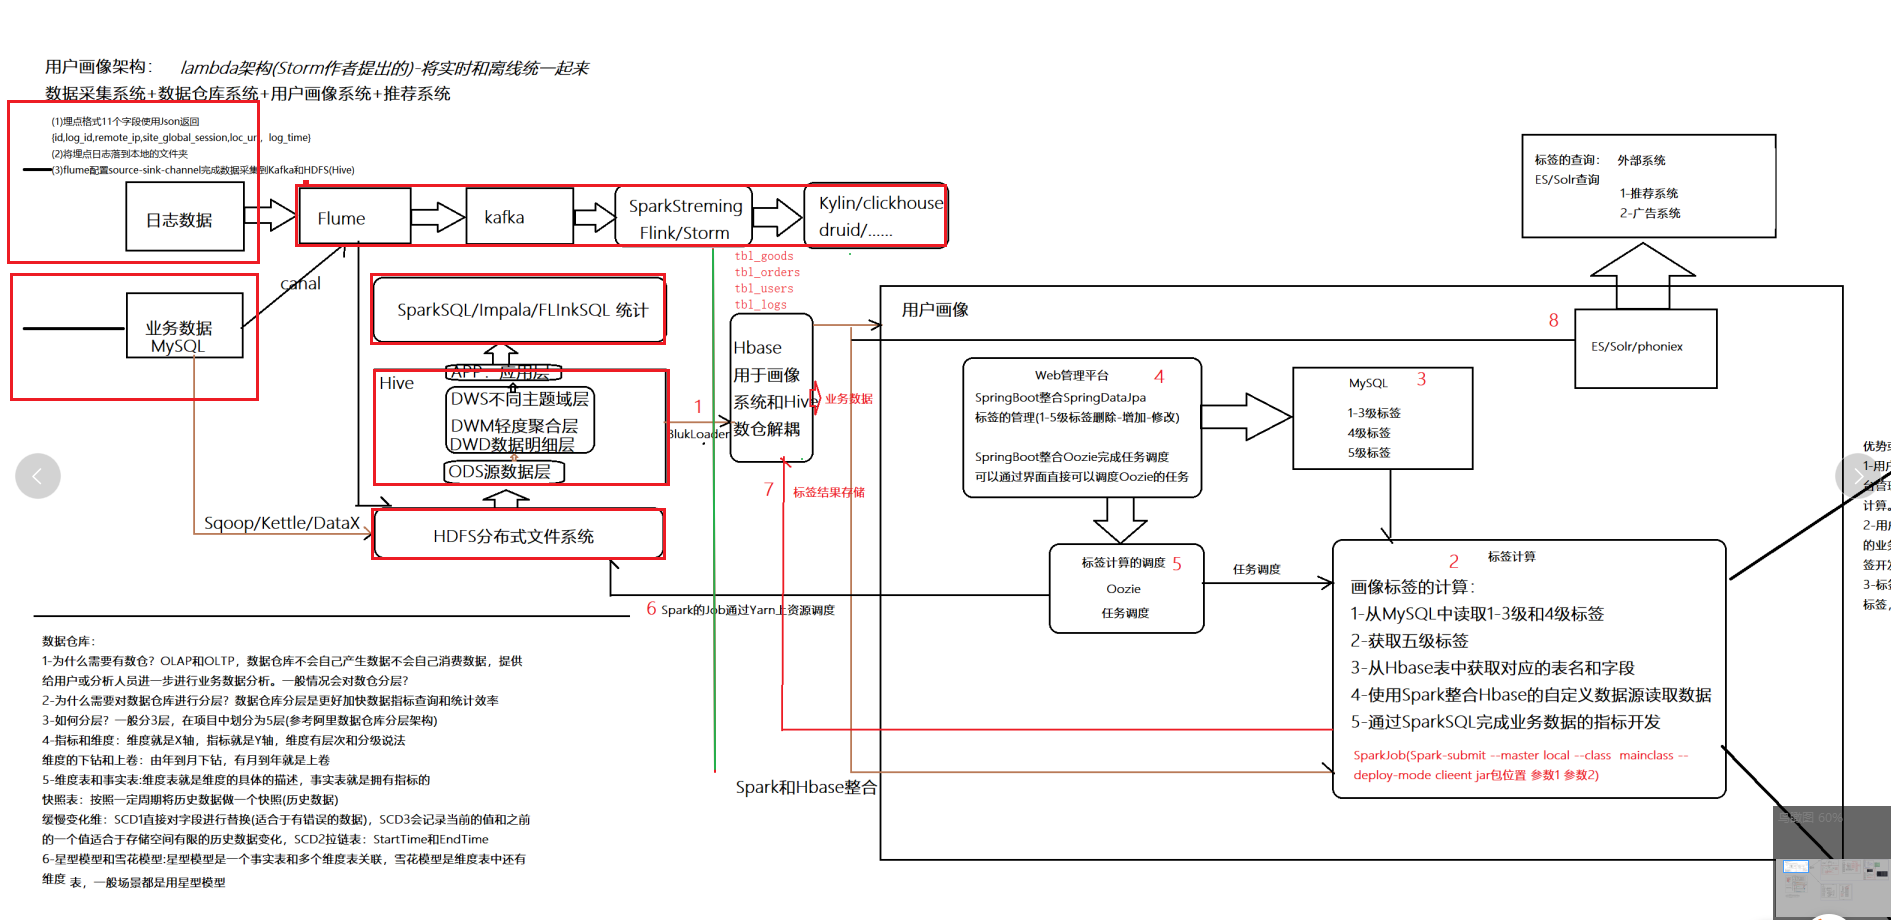 用户画像架构： lambda架构(Storm作者提出的)-将实时和离线统一起来
数据采集系统+数据仓库系统+用户画像系统+推荐系统
(1)埋点格式11个字段使用Json返回
{id,log_id,remote_ip,site_global_session,loc_url, log_time}
(2)将埋点日志落到本地的文件夹
(3)flume配置source-sink-channel完成数据采集到Kafka和HDFS(Hive)
日志数据
Flume
kafka
SparkStreming
Flink/Storm
Kylin/clickhouse
druid/......
canal
业务数据
MySQL
SparkSQL/Impala/FLInkSQL 统计
tbl_goods
tbl_orders
tbl_users
tbl_logs
Hive
APP：应用层
DWS不同主题域层
DWM轻度聚合层
DWD数据明细层
ODS源数据层
1
BlukLoader
Hbase
用于画像
系统和Hive
数仓解耦
业务数据
Sqoop/Kettle/DataX
HDFS分布式文件系统
7 标签结果存储
6 Spark的Job通过Yarn上资源调度
Spark和Hbase整合
用户画像
Web管理平台 4
SpringBoot整合SpringDataJpa
标签的管理(1-5级标签删除-增加-修改)
SpringBoot整合Oozie完成任务调度
可以通过界面直接可以调度Oozie的任务
MySQL 3
1-3级标签
4级标签
5级标签
标签计算的调度 5
Oozie
任务调度
任务调度
2 标签计算
画像标签的计算：
1-从MySQL中读取1-3级和4级标签
2-获取五级标签
3-从Hbase表中获取对应的表名和字段
4-使用Spark整合Hbase的自定义数据源读取数据
5-通过SparkSQL完成业务数据的指标开发
SparkJob(Spark-submit --master local --class mainclass --
deploy-mode clieent jar包位置 参数1 参数2)
8
ES/Solr/phoniex
标签的查询： 外部系统
ES/Solr查询
1-推荐系统
2-广告系统
优势或
1-用户
台管理
计算。
2-用户
的业务
签开发
3-标签
标签，
数据仓库：
1-为什么需要有数仓？OLAP和OLTP，数据仓库不会自己产生数据不会自己消费数据，提供
给用户或分析人员进一步进行业务数据分析。一般情况会对数仓分层？
2-为什么需要对数据仓库进行分层？数据仓库分层是更好加快数据指标查询和统计效率
3-如何分层？一般分3层，在项目中划分为5层(参考阿里数据仓库分层架构)
4-指标和维度：维度就是X轴，指标就是Y轴，维度有层次和分级说法
维度的下钻和上卷：由年到月下钻，有月到年就是上卷
5-维度表和事实表:维度表就是维度的具体的描述，事实表就是拥有指标的
快照表：按照一定周期将历史数据做一个快照(历史数据)
缓慢变化维：SCD1直接对字段进行替换(适合于有错误的数据)，SCD3会记录当前的值和之前
的一个值适合于存储空间有限的历史数据变化，SCD2拉链表：StartTime和EndTime
6-星型模型和雪花模型:星型模型是一个事实表和多个维度表关联，雪花模型是维度表中还有
维度 表，一般场景都是用星型模型
60%